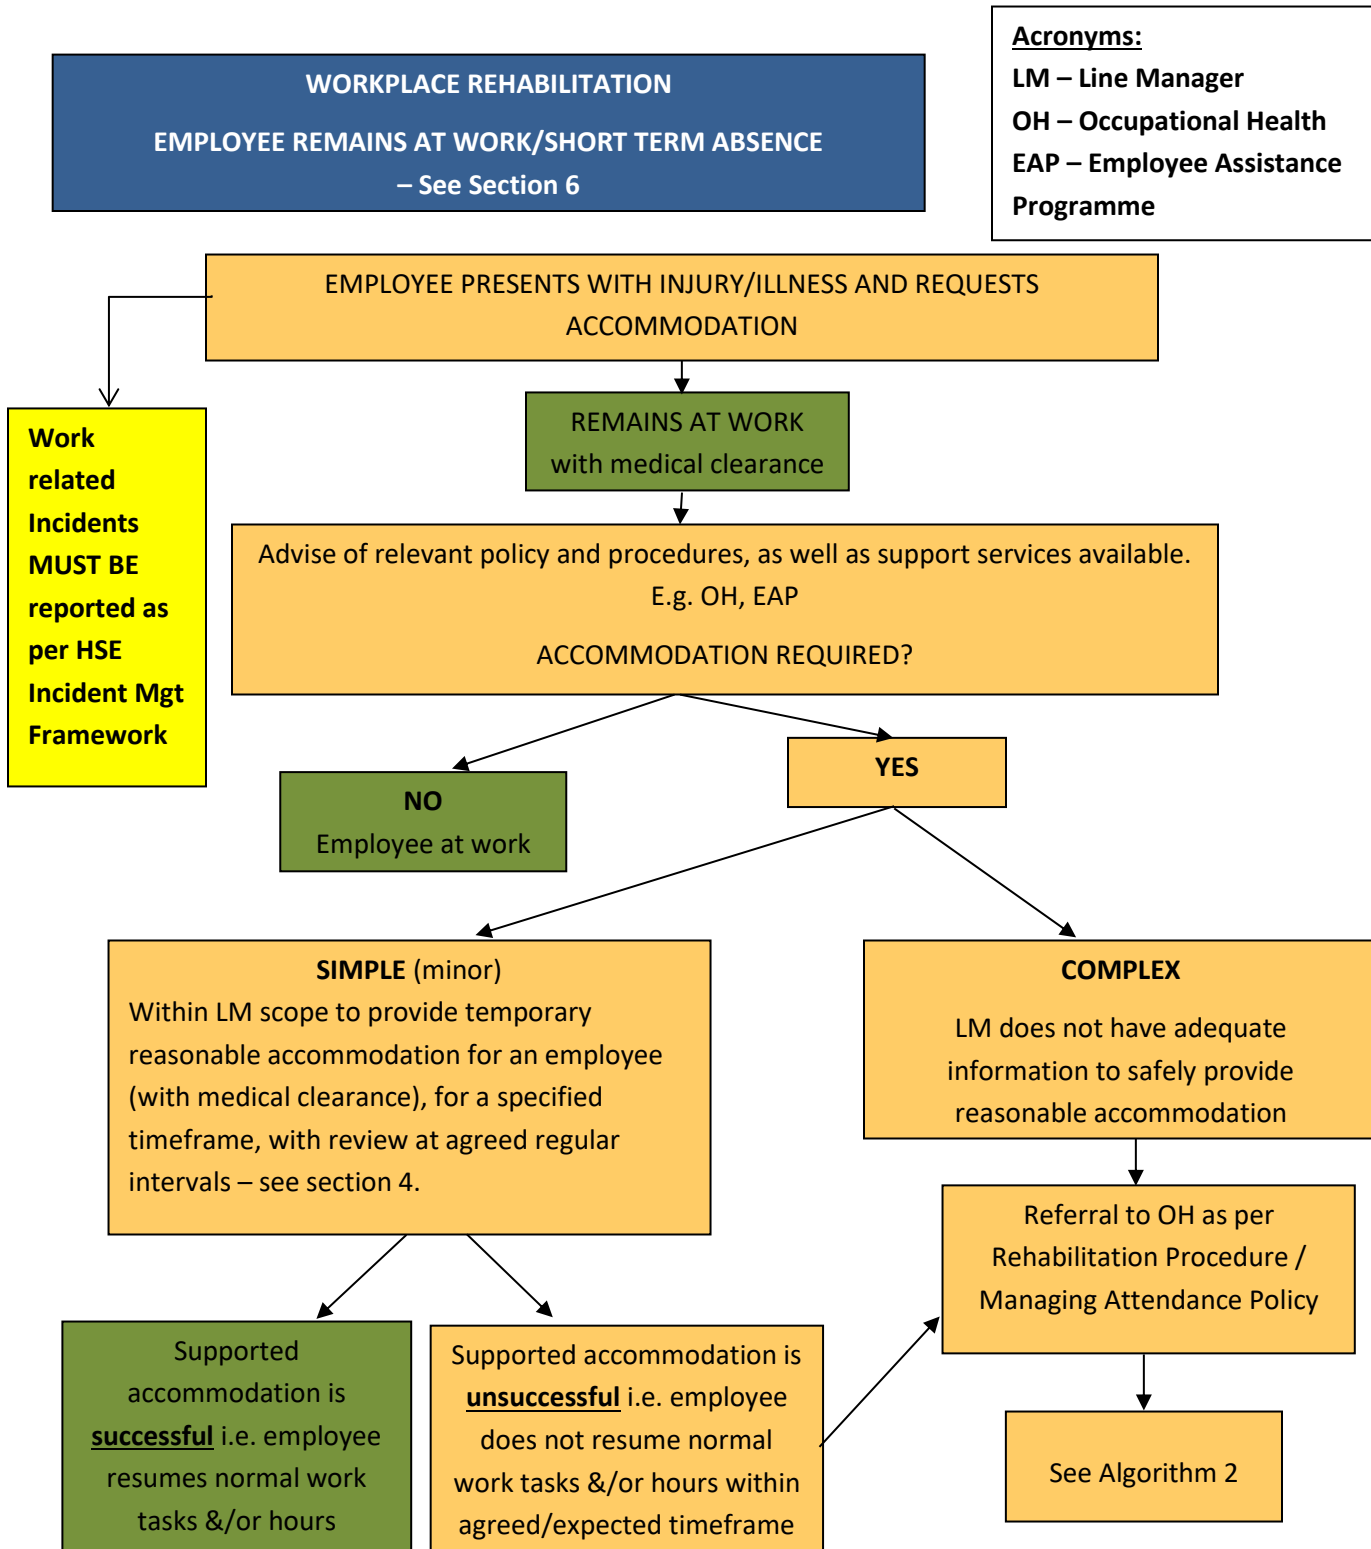 WORKPLACE REHABILITATION
EMPLOYEE REMAINS AT WORK/SHORT TERM ABSENCE
– See Section 6
Acronyms:
LM – Line Manager
OH – Occupational Health
EAP – Employee Assistance
Programme
EMPLOYEE PRESENTS WITH INJURY/ILLNESS AND REQUESTS
ACCOMMODATION
Work
related
Incidents
MUST BE
reported as
per HSE
Incident Mgt
Framework
REMAINS AT WORK
with medical clearance
Advise of relevant policy and procedures, as well as support services available.
E.g. OH, EAP
ACCOMMODATION REQUIRED?
NO
Employee at work
YES
SIMPLE (minor)
Within LM scope to provide temporary
reasonable accommodation for an employee
(with medical clearance), for a specified
timeframe, with review at agreed regular
intervals – see section 4.
COMPLEX
LM does not have adequate
information to safely provide
reasonable accommodation
Referral to OH as per
Rehabilitation Procedure /
Managing Attendance Policy
Supported
accommodation is
successful i.e. employee
resumes normal work
tasks &/or hours
Supported accommodation is
unsuccessful i.e. employee
does not resume normal
work tasks &/or hours within
agreed/expected timeframe
See Algorithm 2